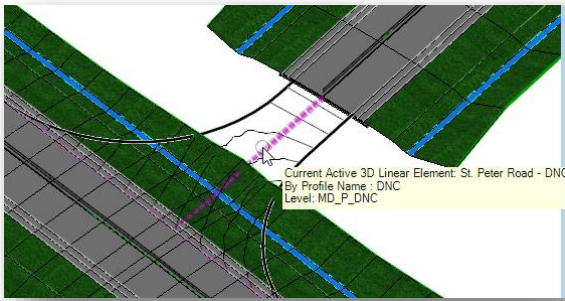 Current Active 3D Linear Element: St. Peter Road - DNC
By Profile Name : DNC
Level: MD_P_DNC